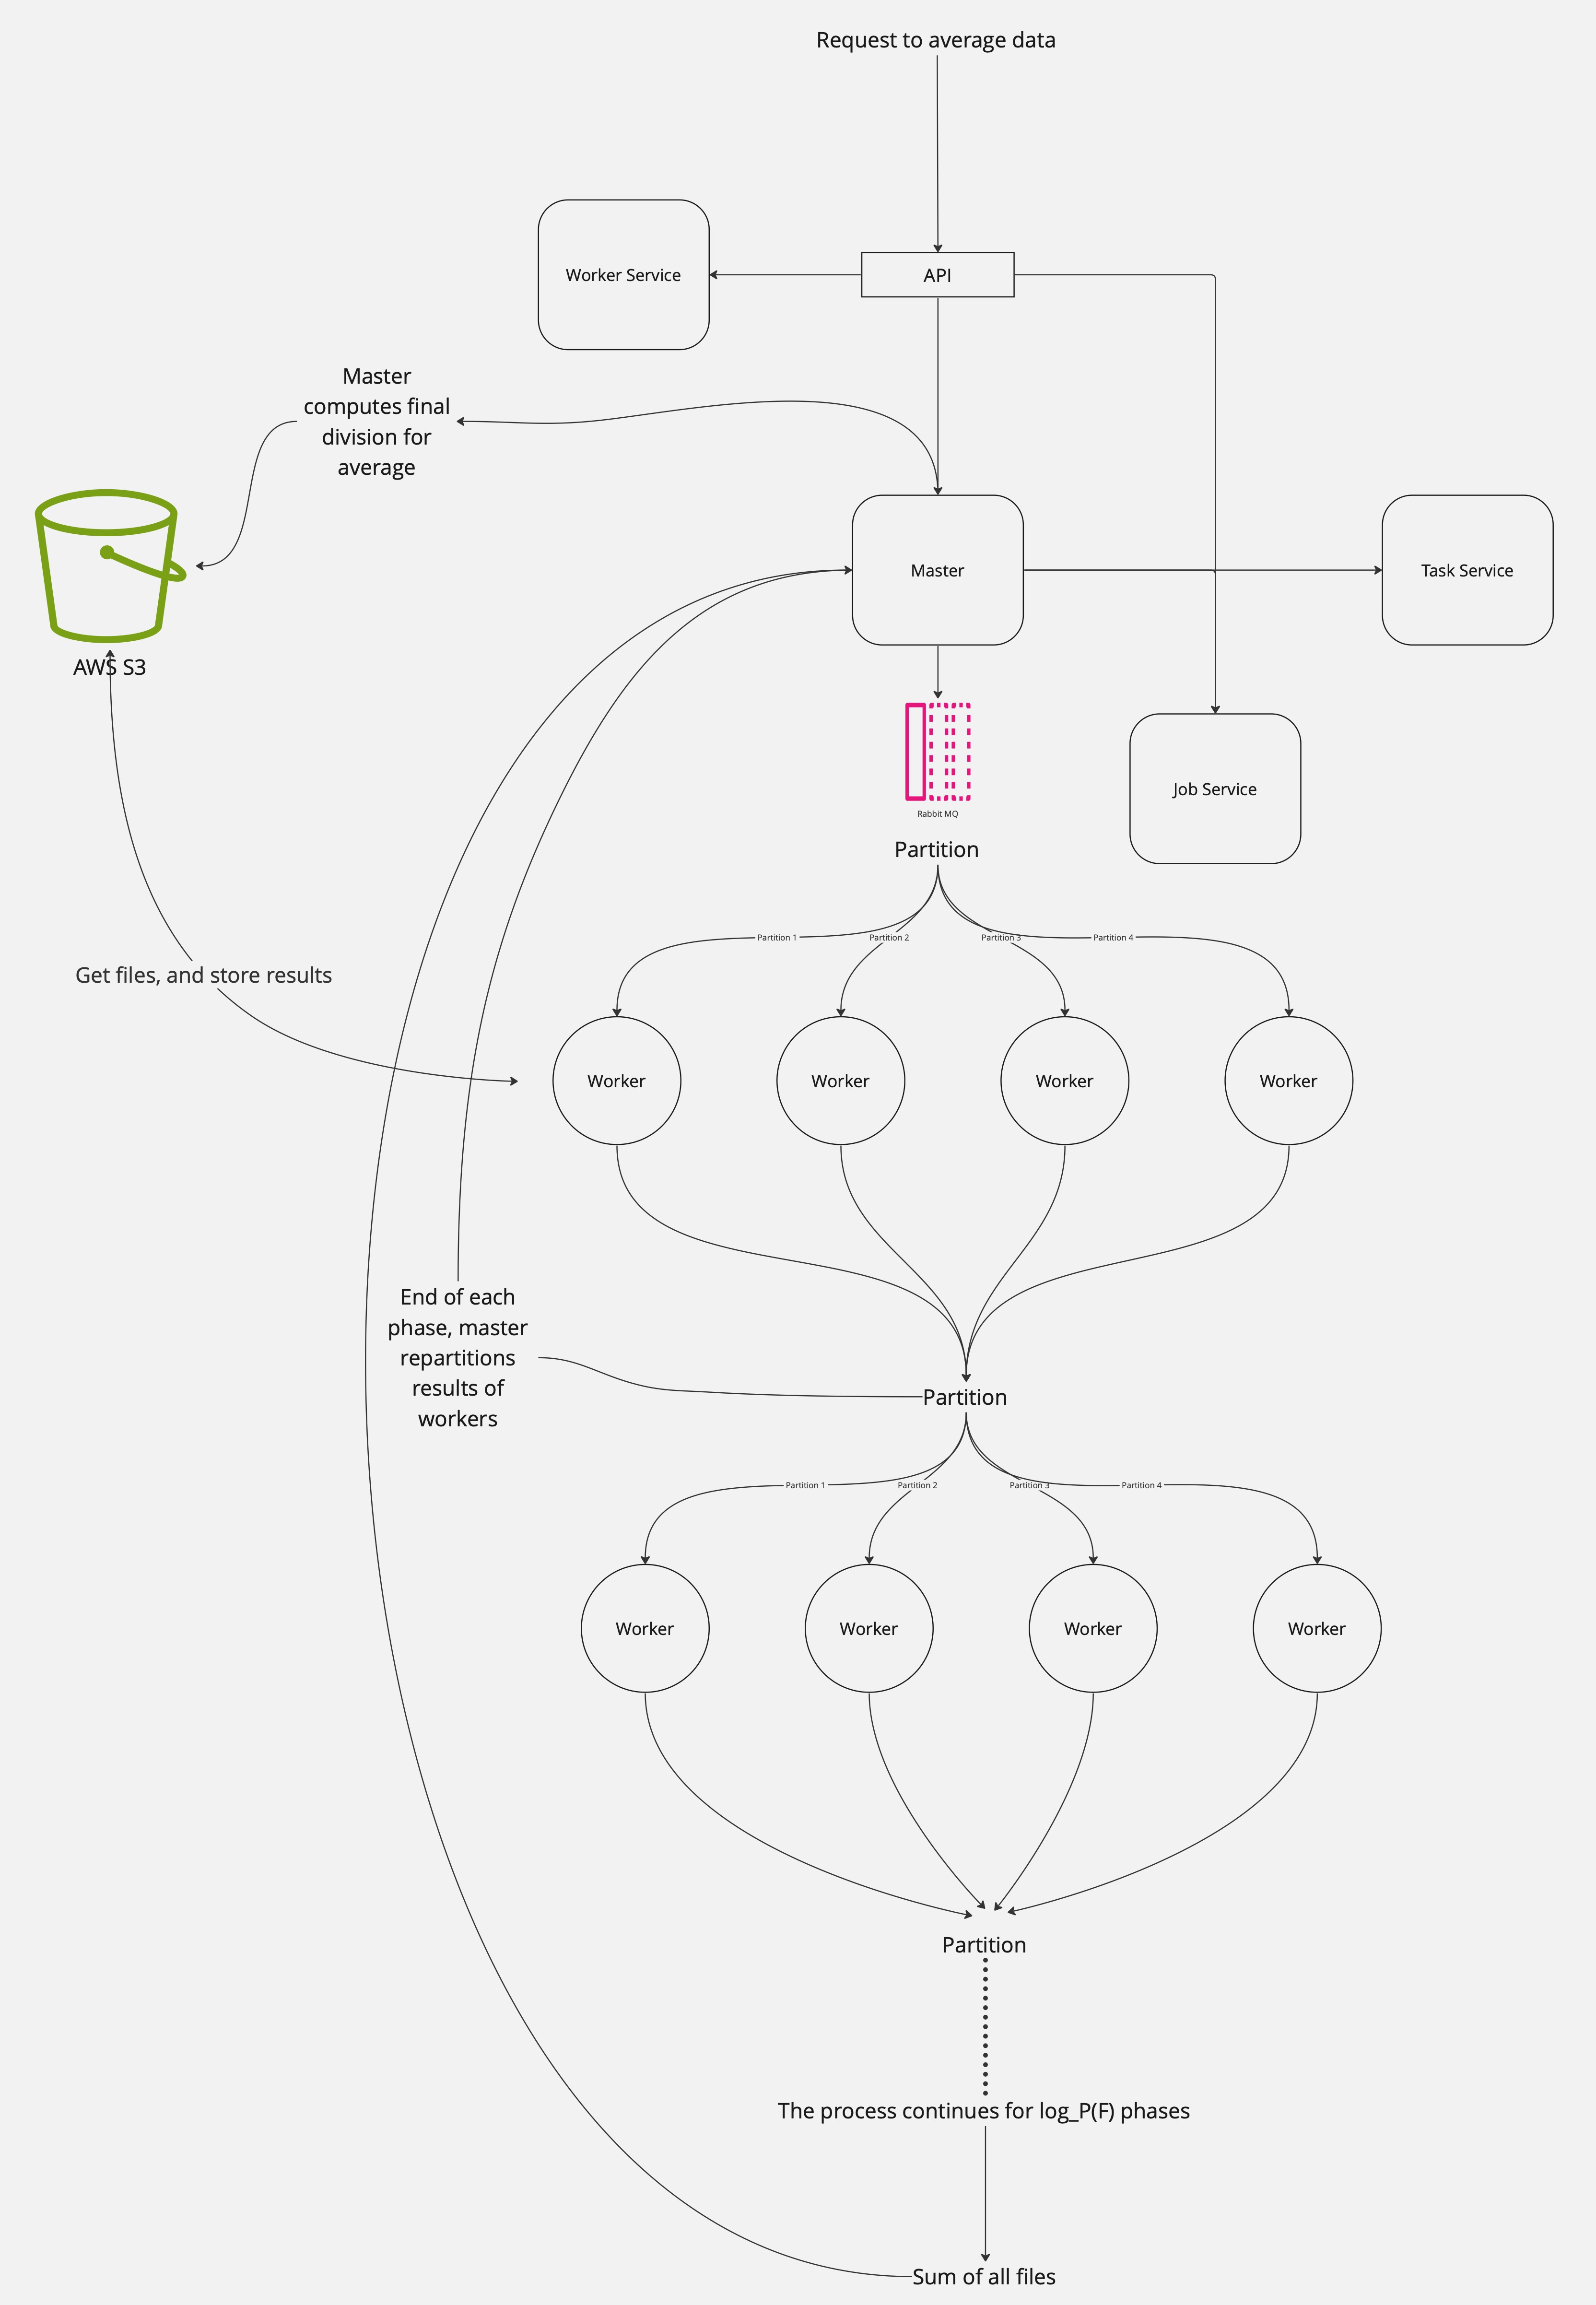 Request to average data
Worker Service
API
Master
computes final
division for
average
Master
Task Service
AWS S3
Job Service
Rabbit MQ
Partition
Partition 1
Partition 2
Partition 3
Partition 4
Get files, and store results
Worker
Worker
Worker
Worker
End of each
phase, master
repartitions
results of
workers
Partition
Partition 1
Partition 2
Partition 3
Partition 4
Worker
Worker
Worker
Worker
Partition
The process continues for log_P(F) phases
Sum of all files